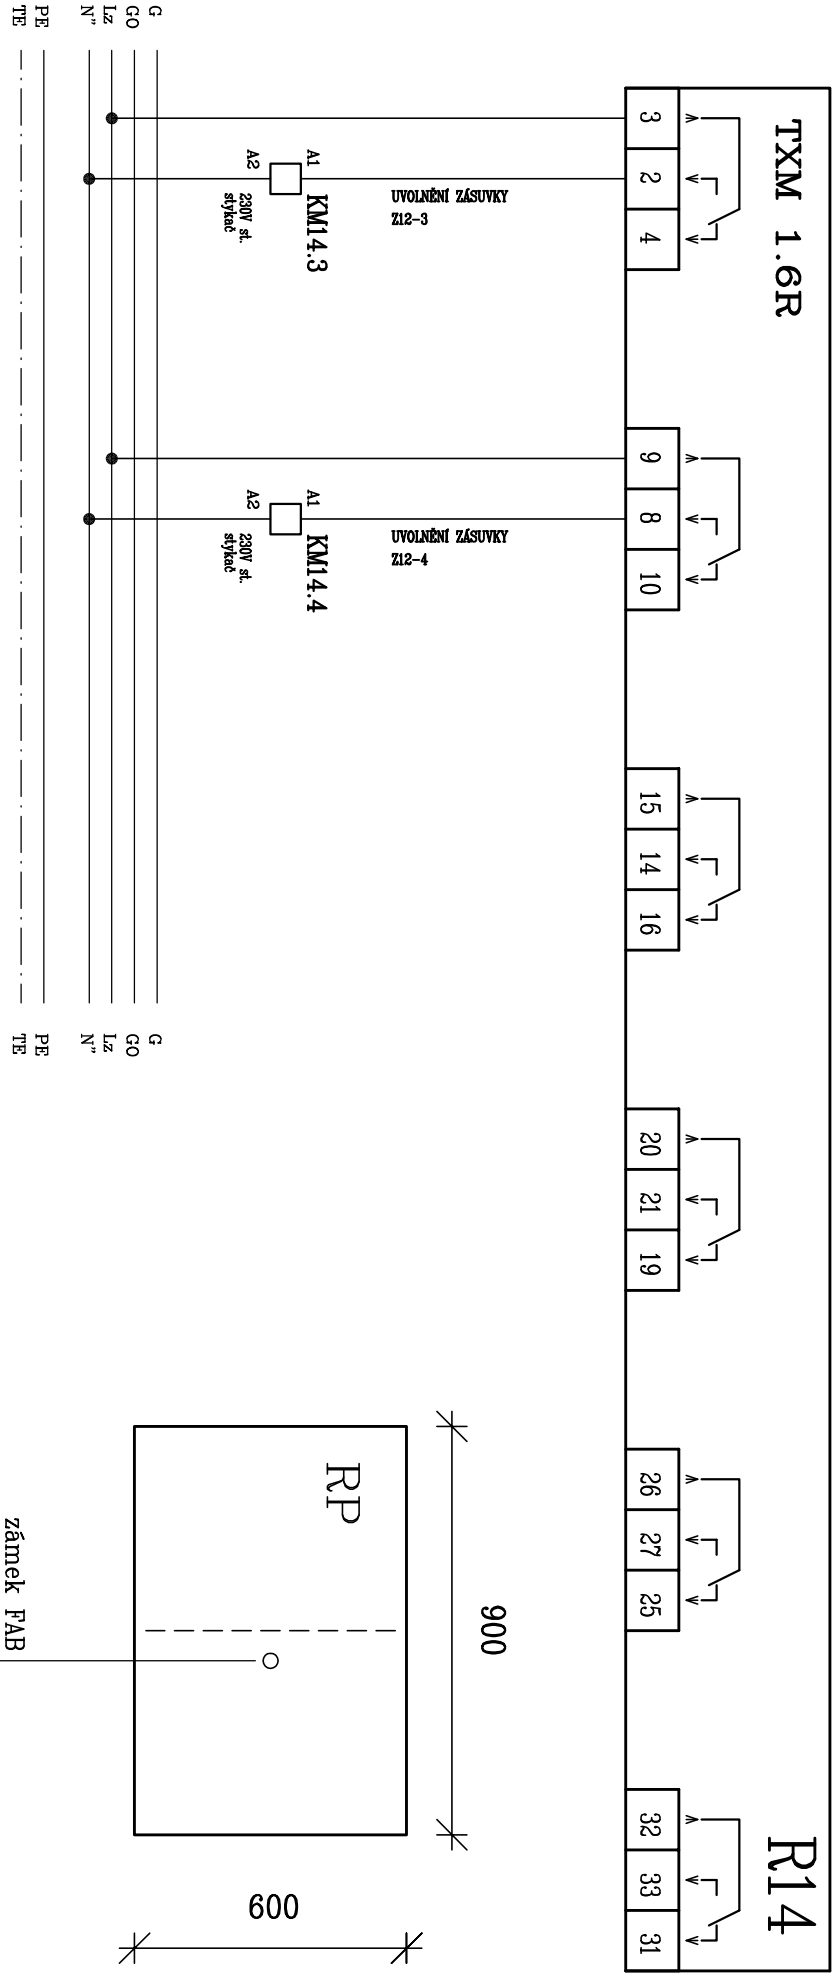 TXM 1.6R
R14
3 2 4
9 8 10
15 14 16
20 21 19
26 27 25
32 33 31
UVOLNĚNÍ ZÁSUVKY
Z12-3
A1
KM14.3
A2
230V st.
stykač
UVOLNĚNÍ ZÁSUVKY
Z12-4
A1
KM14.4
A2
230V st.
stykač
G G
GO GO
Lz Lz
N" N"
PE PE
TE TE
900
RP
600
zámek FAB